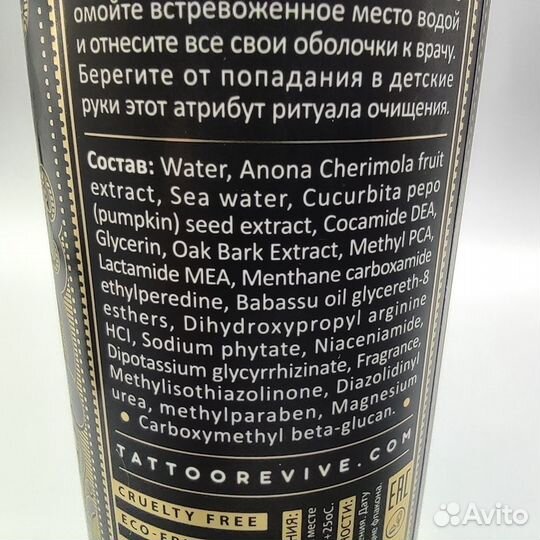 омойте встревоженное место водой
и отнесите все свои оболочки к врачу.
Берегите от попадания в детские
руки этот атрибут ритуала очищения.
Состав: Water, Anona Cherimola fruit
extract, Sea water, Cucurbita pepo
(pumpkin) seed extract, Cocamide DEA,
Glycerin, Oak Bark Extract, Methyl PCA,
Lactamide MEA, Menthane carboxamide
ethylperedine, Babassu oil glycereth-8
esthers, Dihydroxypropyl arginine
HCl, Sodium phytate, Niaceniamide,
Dipotassium glycyrrhizinate, Fragrance,
Methylisothiazolinone, Diazolidinyl
urea, methylparaben, Magnesium
Carboxymethyl beta-glucan.
TATTOOREVIVE.COM
CRUELTY FREE
EAC
Avito